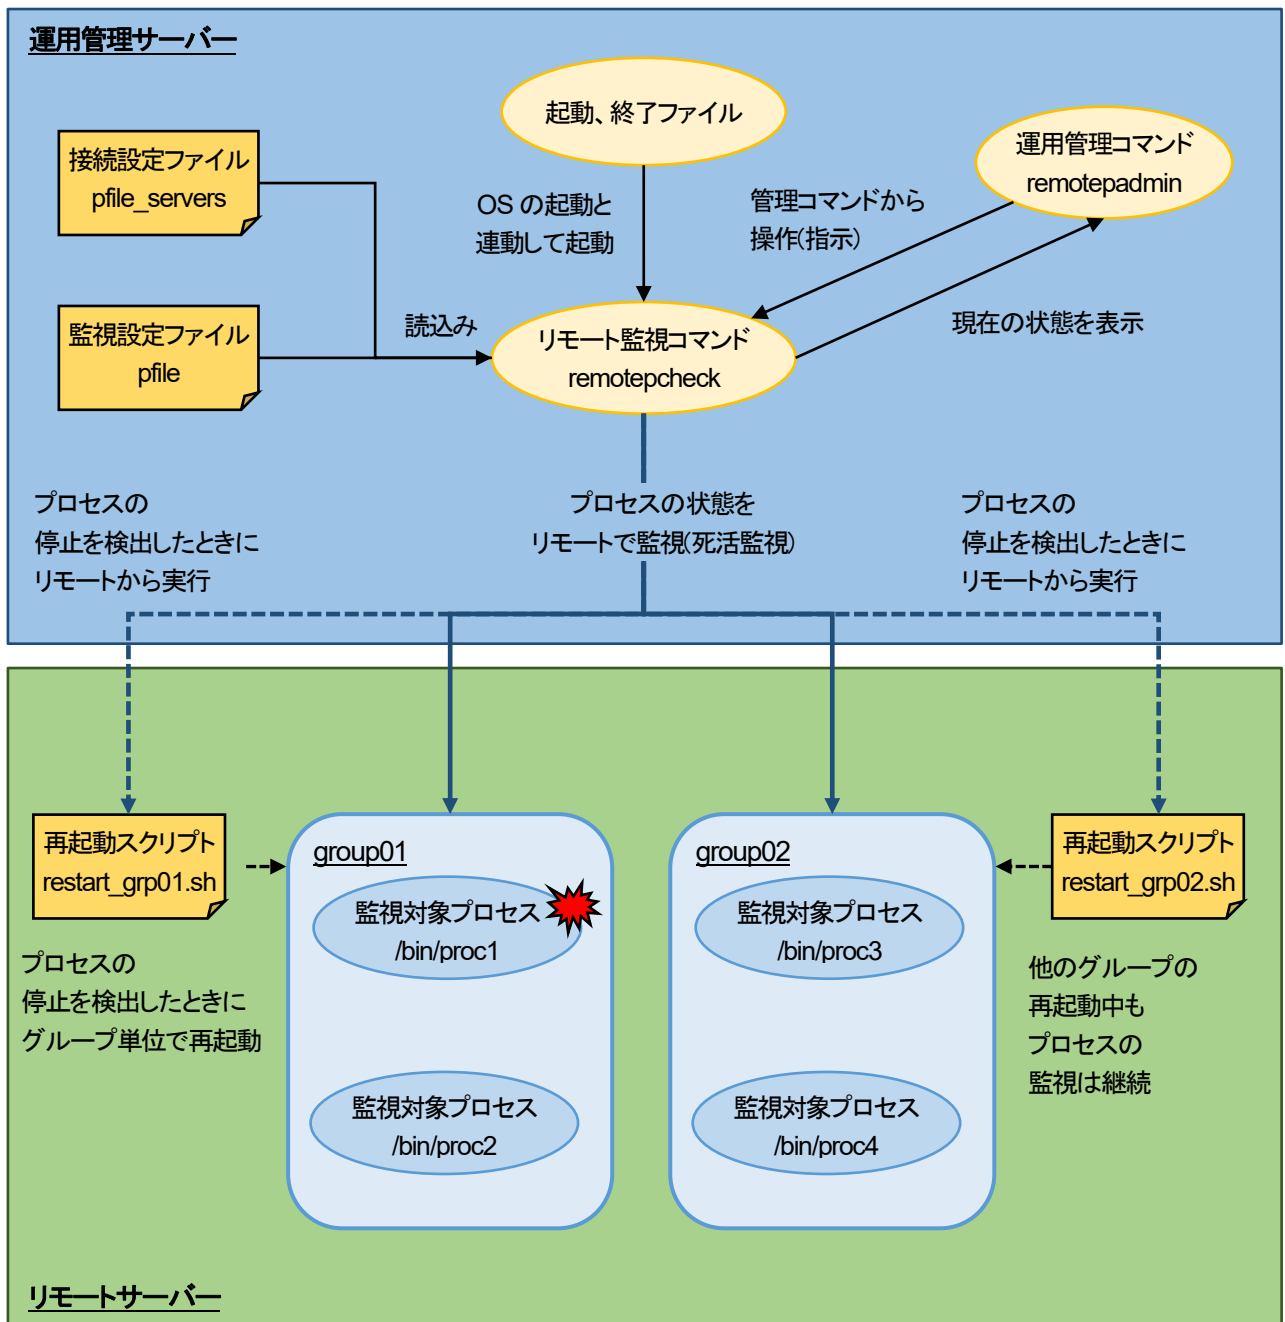 運用管理サーバー
起動、終了ファイル
接続設定ファイル
pfile_servers
運用管理コマンド
remotepadmin
OS の起動と
連動して起動
管理コマンドから
操作(指示)
監視設定ファイル
pfile
読込み
リモート監視コマンド
remotepcheck
現在の状態を表示
プロセスの
停止を検出したときに
リモートから実行
プロセスの状態を
リモートで監視(死活監視)
プロセスの
停止を検出したときに
リモートから実行
再起動スクリプト
restart_grp01.sh
group01
監視対象プロセス
/bin/proc1
監視対象プロセス
/bin/proc2
group02
監視対象プロセス
/bin/proc3
監視対象プロセス
/bin/proc4
再起動スクリプト
restart_grp02.sh
プロセスの
停止を検出したときに
グループ単位で再起動
他のグループの
再起動中も
プロセスの
監視は継続
リモートサーバー